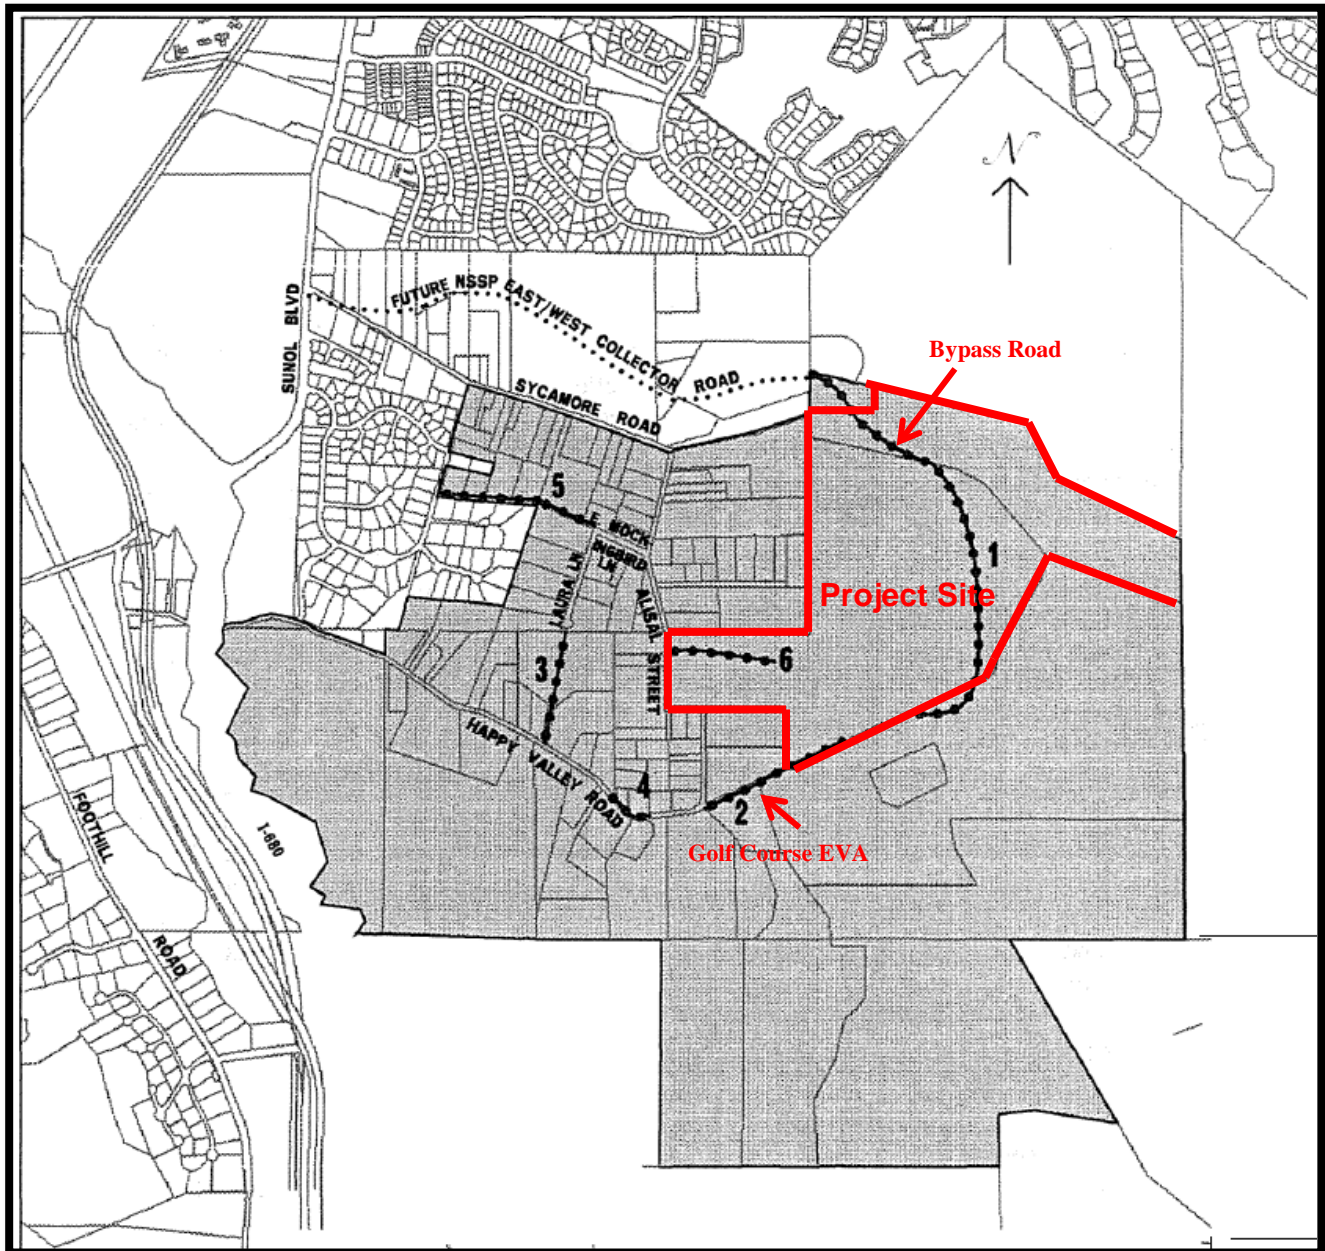 N
SUNOL BLVD
FUTURE NSSP EAST/WEST COLLECTOR ROAD
Bypass Road
SYCAMORE ROAD
5
E MOCK
INGBIRD
LN
1
LAURA LN
ALISAL STREET
Project Site
3
6
HAPPY VALLEY ROAD
4
2
FOOTHILL ROAD
I-680
Golf Course EVA